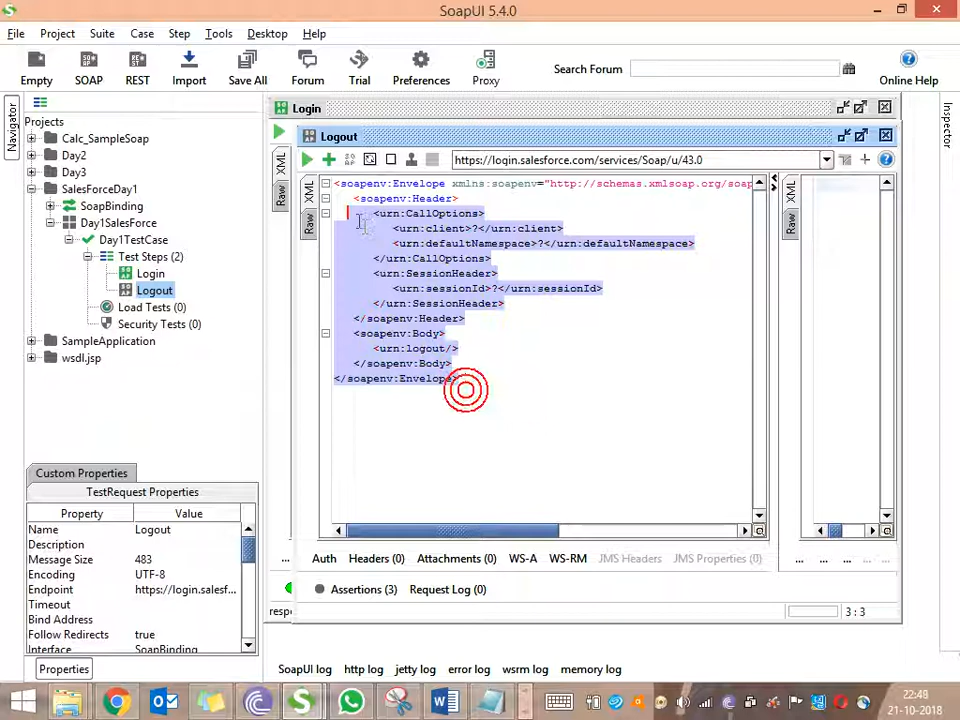 SoapUI 5.4.0
File Project Suite Case Step Tools Desktop Help
Empty SOAP REST Import Save All Forum Trial Preferences Proxy
Search Forum
Online Help
Navigator
Projects
Calc_SampleSoap
Day2
Day3
SalesForceDay1
SoapBinding
Day1SalesForce
Day1TestCase
Test Steps (2)
Login
Logout
Load Tests (0)
Security Tests (0)
SampleApplication
wsdl.jsp
Custom Properties
TestRequest Properties
Property Value
Name Logout
Description
Message Size 483
Encoding UTF-8
Endpoint https://login.salesf...
Timeout
Bind Address
Follow Redirects true
Interface SoapBinding
Properties
Login
Logout
https://login.salesforce.com/services/Soap/u/43.0
XML
Raw
XML
Raw
<soapenv:Envelope xmlns:soapenv="http://schemas.xmlsoap.org/soap
<soapenv:Header>
<urn:CallOptions>
<urn:client>?</urn:client>
<urn:defaultNamespace>?</urn:defaultNamespace>
</urn:CallOptions>
<urn:SessionHeader>
<urn:sessionId>?</urn:sessionId>
</urn:SessionHeader>
</soapenv:Header>
<soapenv:Body>
<urn:logout/>
</soapenv:Body>
</soapenv:Envelope>
XML
Raw
Inspector
... Auth Headers (0) Attachments (0) WS-A WS-RM JMS Headers JMS Properties (0) ... ... ...
Assertions (3) Request Log (0)
resp
3 : 3
SoapUI log http log jetty log error log wsrm log memory log
22:48
21-10-2018